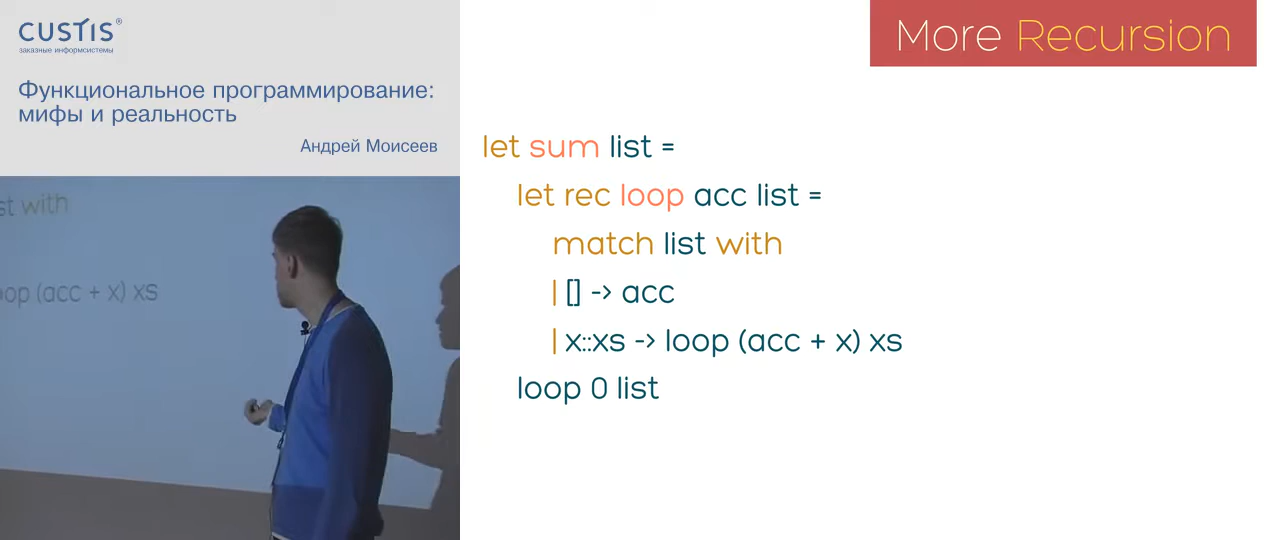 CUSTIS®
заказные информсистемы
Функциональное программирование:
мифы и реальность
Андрей Моисеев
st with
oop (acc + x) xs
More Recursion
let sum list =
let rec loop acc list =
match list with
| [] -> acc
| x::xs -> loop (acc + x) xs
loop 0 list